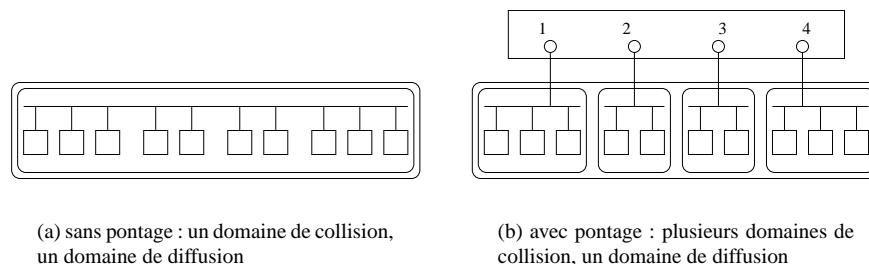 1 2 3 4
(a) sans pontage : un domaine de collision,
un domaine de diffusion
(b) avec pontage : plusieurs domaines de
collision, un domaine de diffusion